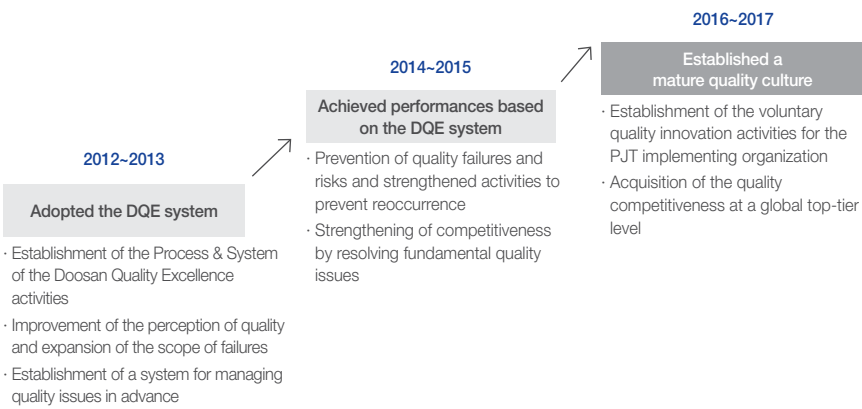 2012~2013
Adopted the DQE system
· Establishment of the Process & System
of the Doosan Quality Excellence
activities
· Improvement of the perception of quality
and expansion of the scope of failures
· Establishment of a system for managing
quality issues in advance
2014~2015
Achieved performances based
on the DQE system
· Prevention of quality failures and
risks and strengthened activities to
prevent reoccurrence
· Strengthening of competitiveness
by resolving fundamental quality
issues
2016~2017
Established a
mature quality culture
· Establishment of the voluntary
quality innovation activities for the
PJT implementing organization
· Acquisition of the quality
competitiveness at a global top-tier
level